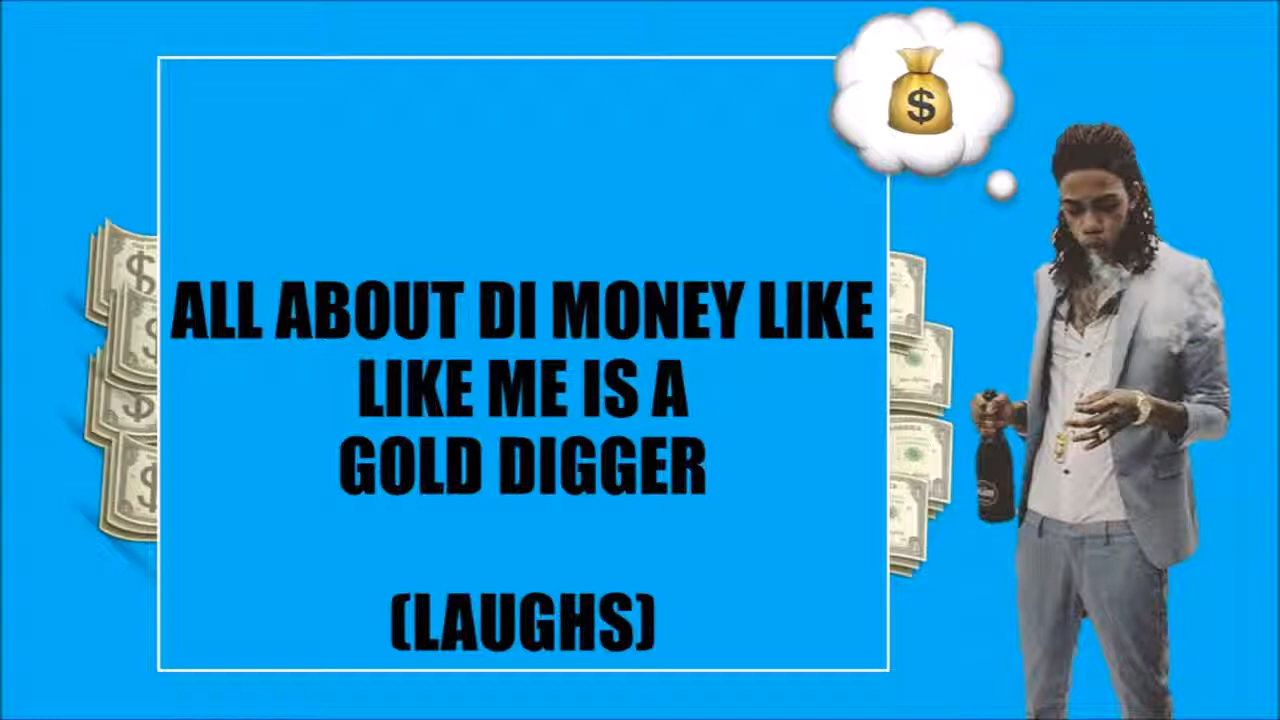 ALL ABOUT DI MONEY LIKE
LIKE ME IS A
GOLD DIGGER
(LAUGHS)
$